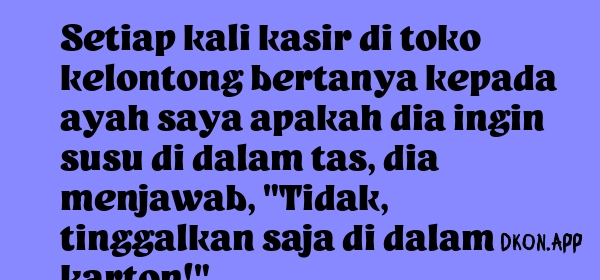 Setiap kali kasir di toko
kelontong bertanya kepada
ayah saya apakah dia ingin
susu di dalam tas, dia
menjawab, "Tidak,
tinggalkan saja di dalam
karton!"
DKON.APP